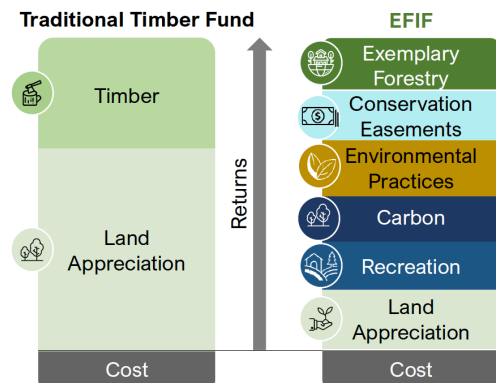 Traditional Timber Fund
Timber
Land
Appreciation
Cost
Returns
EFIF
Exemplary
Forestry
Conservation
Easements
Environmental
Practices
Carbon
Recreation
Land
Appreciation
Cost